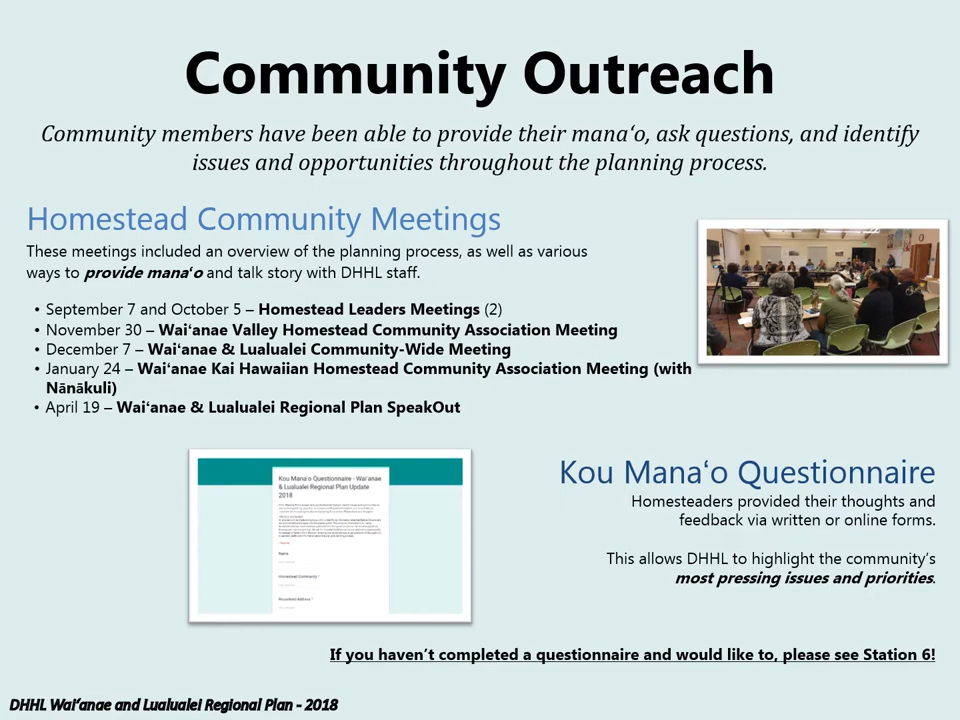 Community Outreach
Community members have been able to provide their manaʻo, ask questions, and identify
issues and opportunities throughout the planning process.
Homestead Community Meetings
These meetings included an overview of the planning process, as well as various
ways to provide manaʻo and talk story with DHHL staff.
• September 7 and October 5 – Homestead Leaders Meetings (2)
• November 30 – Waiʻanae Valley Homestead Community Association Meeting
• December 7 – Waiʻanae & Lualualei Community-Wide Meeting
• January 24 – Waiʻanae Kai Hawaiian Homestead Community Association Meeting (with
Nānākuli)
• April 19 – Waiʻanae & Lualualei Regional Plan SpeakOut
Kou Manaʻo Questionnaire - Waiʻanae
& Lualualei Regional Plan Update
2018
Name
Homestead Community *
Household Address *
Kou Manaʻo Questionnaire
Homesteaders provided their thoughts and
feedback via written or online forms.
This allows DHHL to highlight the community’s
most pressing issues and priorities.
If you haven’t completed a questionnaire and would like to, please see Station 6!
DHHL Waiʻanae and Lualualei Regional Plan - 2018